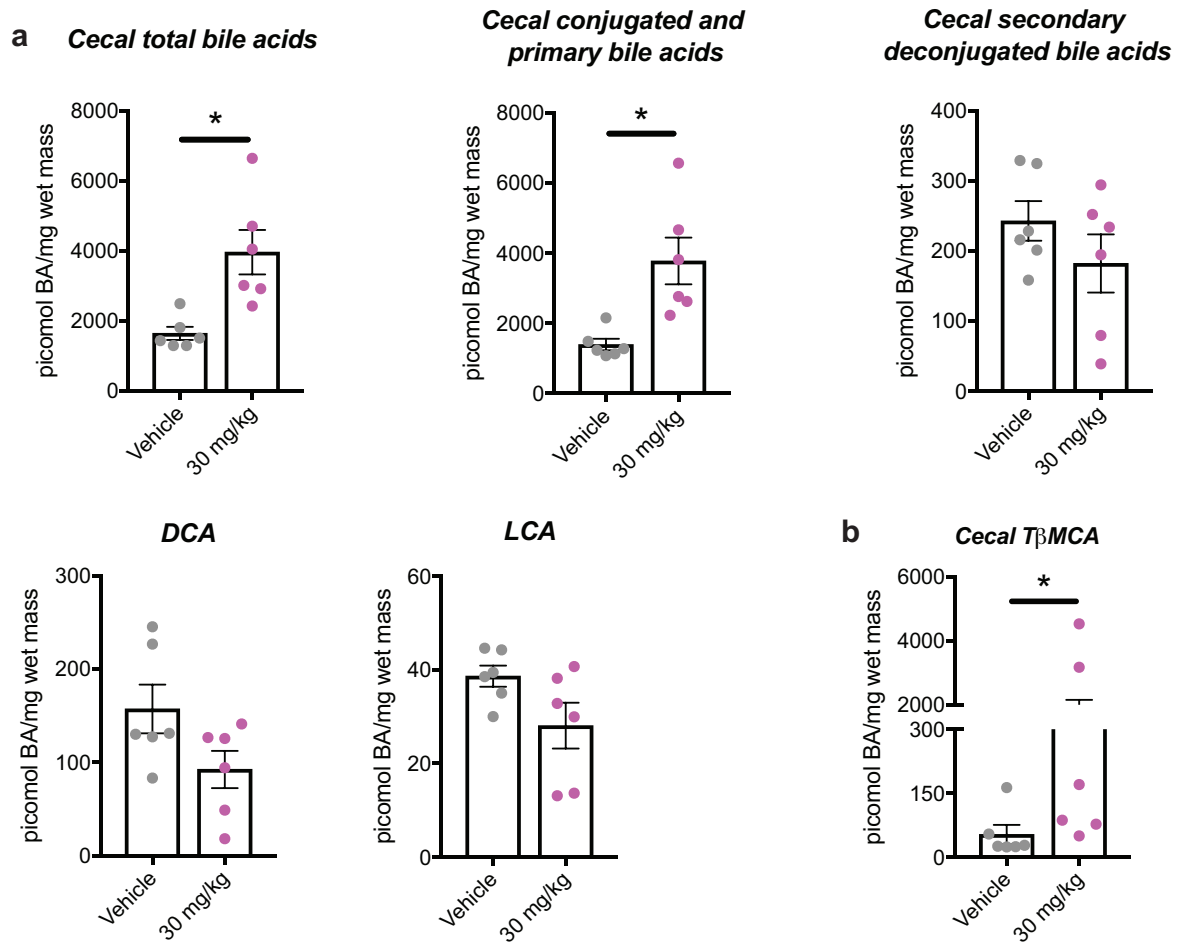 a
Cecal total bile acids
Cecal conjugated and
primary bile acids
Cecal secondary
deconjugated bile acids
picomol BA/mg wet mass
8000
6000
4000
2000
0
*
Vehicle
30 mg/kg
picomol BA/mg wet mass
8000
6000
4000
2000
0
*
Vehicle
30 mg/kg
picomol BA/mg wet mass
400
300
200
100
0
Vehicle
30 mg/kg
DCA
picomol BA/mg wet mass
300
200
100
0
Vehicle
30 mg/kg
LCA
picomol BA/mg wet mass
60
40
20
0
Vehicle
30 mg/kg
b
Cecal TβMCA
picomol BA/mg wet mass
6000
4000
2000
300
150
0
*
Vehicle
30 mg/kg